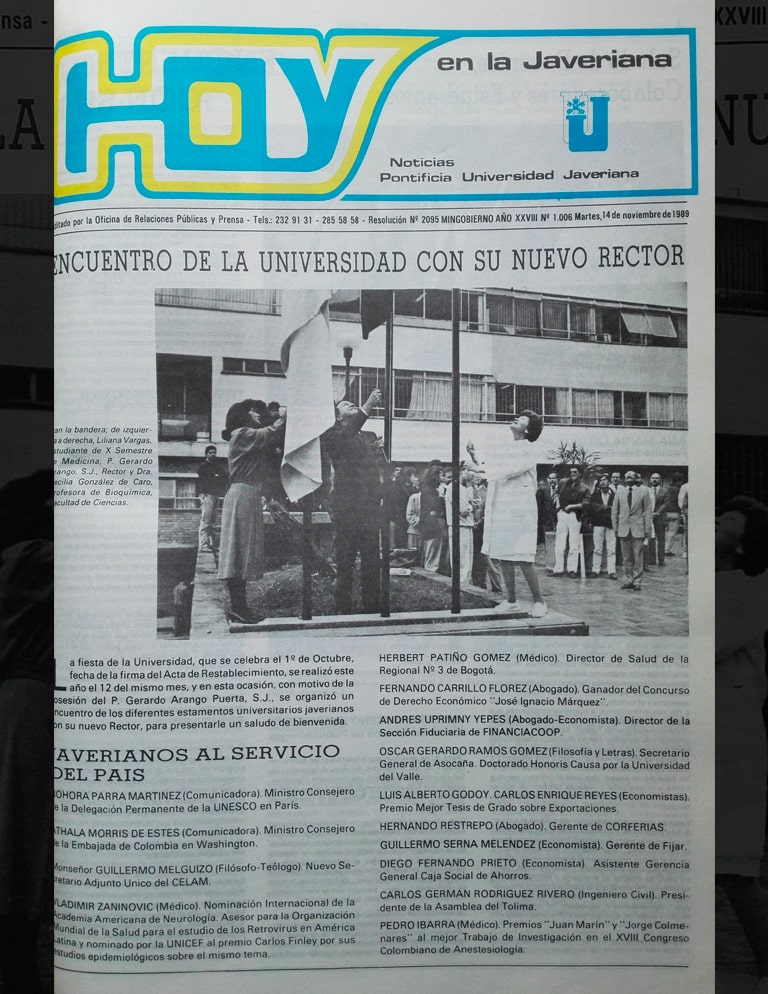 HOY
en la Javeriana
Noticias
Pontificia Universidad Javeriana
por la Oficina de Relaciones Públicas y Prensa - Tels.: 232 91 31 - 285 58 58 - Resolución Nº 2095 MINGOBIERNO AÑO XXVIII Nº 1.006 Martes, 14 de noviembre de 1989
ENCUENTRO DE LA UNIVERSIDAD CON SU NUEVO RECTOR
la bandera; de izquier-
a derecha, Liliana Vargas,
studiante de X Semestre
Medicina, P. Gerardo
rango, S.J., Rector y Dra.
ecilia González de Caro,
rofesora de Bioquímica,
acultad de Ciencias.
La fiesta de la Universidad, que se celebra el 1º de Octubre,
fecha de la firma del Acta de Restablecimiento, se realizó este
año el 12 del mismo mes, y en esta ocasión, con motivo de la
osesión del P. Gerardo Arango Puerta, S.J., se organizó un
ncuentro de los diferentes estamentos universitarios javerianos
on su nuevo Rector, para presentarle un saludo de bienvenida.
JAVERIANOS AL SERVICIO
DEL PAIS
NOHORA PARRA MARTINEZ (Comunicadora). Ministro Consejero
e la Delegación Permanente de la UNESCO en París.
ATHALA MORRIS DE ESTES (Comunicadora). Ministro Consejero
e la Embajada de Colombia en Washington.
Monseñor GUILLERMO MELGUIZO (Filósofo-Teólogo). Nuevo Se-
retario Adjunto Unico del CELAM.
VLADIMIR ZANINOVIC (Médico). Nominación Internacional de la
Academia Americana de Neurología. Asesor para la Organización
Mundial de la Salud para el estudio de los Retrovirus en América
Latina y nominado por la UNICEF al premio Carlos Finley por sus
studios epidemiológicos sobre el mismo tema.
HERBERT PATIÑO GOMEZ (Médico). Director de Salud de la
Regional Nº 3 de Bogotá.
FERNANDO CARRILLO FLOREZ (Abogado). Ganador del Concurso
de Derecho Económico "José Ignacio Márquez".
ANDRES UPRIMNY YEPES (Abogado-Economista). Director de la
Sección Fiduciaria de FINANCIACOOP.
OSCAR GERARDO RAMOS GOMEZ (Filosofía y Letras). Secretario
General de Asocaña. Doctorado Honoris Causa por la Universidad
del Valle.
LUIS ALBERTO GODOY. CARLOS ENRIQUE REYES (Economistas).
Premio Mejor Tesis de Grado sobre Exportaciones.
HERNANDO RESTREPO (Abogado). Gerente de CORFERIAS.
GUILLERMO SERNA MELENDEZ (Economista). Gerente de Fijar.
DIEGO FERNANDO PRIETO (Economista). Asistente Gerencia
General Caja Social de Ahorros.
CARLOS GERMAN RODRIGUEZ RIVERO (Ingeniero Civil). Presi-
dente de la Asamblea del Tolima.
PEDRO IBARRA (Médico). Premios "Juan Marín" y "Jorge Colme-
nares" al mejor Trabajo de Investigación en el XVIII Congreso
Colombiano de Anestesiología.